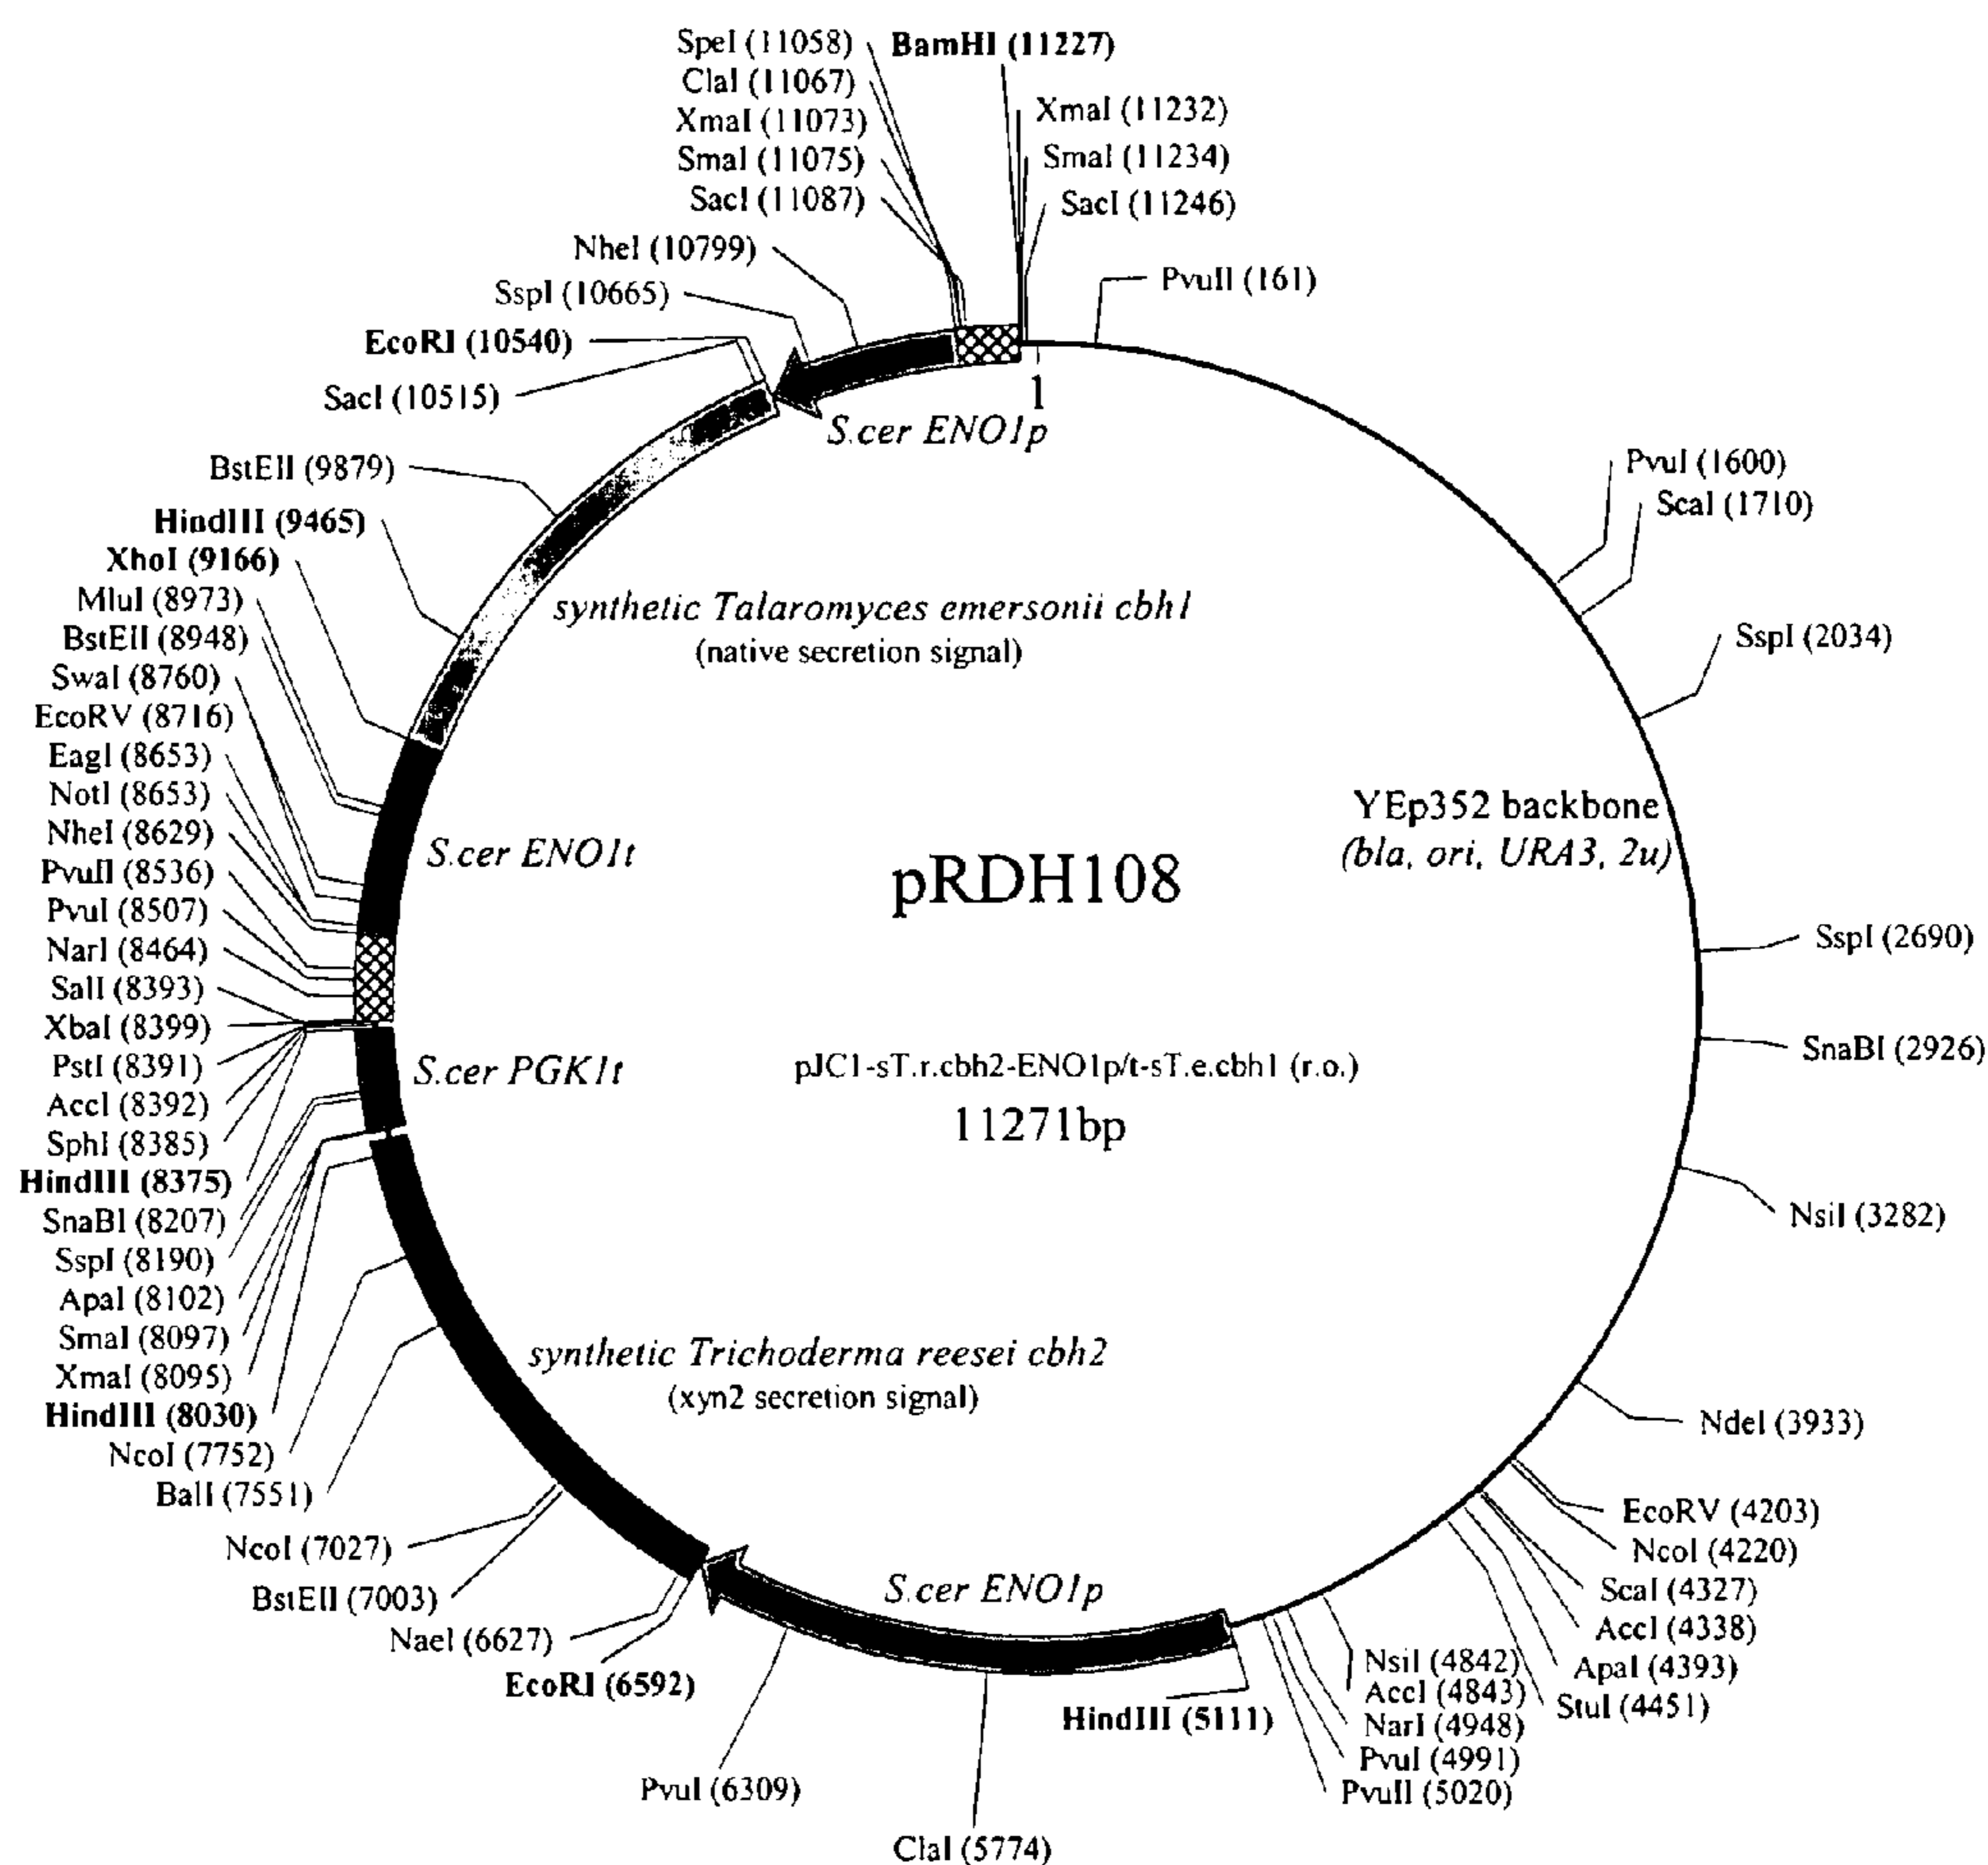 SpeI (11058)
BamHI (11227)
ClaI (11067)
XmaI (11073)
SmaI (11075)
SacI (11087)
XmaI (11232)
SmaI (11234)
SacI (11246)
NheI (10799)
SspI (10665)
EcoRI (10540)
SacI (10515)
PvuII (161)
1
S.cer ENO1p
BstEII (9879)
HindIII (9465)
XhoI (9166)
MluI (8973)
BstEII (8948)
SwaI (8760)
EcoRV (8716)
EagI (8653)
NotI (8653)
NheI (8629)
PvuII (8536)
PvuI (8507)
NarI (8464)
SalI (8393)
XbaI (8399)
PstI (8391)
AccI (8392)
SphI (8385)
HindIII (8375)
SnaBI (8207)
SspI (8190)
ApaI (8102)
SmaI (8097)
XmaI (8095)
HindIII (8030)
NcoI (7752)
BalI (7551)
NcoI (7027)
BstEII (7003)
NaeI (6627)
EcoRI (6592)
PvuI (6309)
ClaI (5774)
HindIII (5111)
synthetic Talaromyces emersonii cbh1
(native secretion signal)
S.cer ENO1t
pRDH108
S.cer PGK1t
pJC1-sT.r.cbh2-ENO1p/t-sT.e.cbh1 (r.o.)
11271bp
synthetic Trichoderma reesei cbh2
(xyn2 secretion signal)
S.cer ENO1p
YEp352 backbone
(bla, ori, URA3, 2u)
PvuI (1600)
ScaI (1710)
SspI (2034)
SspI (2690)
SnaBI (2926)
NsiI (3282)
NdeI (3933)
EcoRV (4203)
NcoI (4220)
ScaI (4327)
AccI (4338)
ApaI (4393)
StuI (4451)
NsiI (4842)
AccI (4843)
NarI (4948)
PvuI (4991)
PvuII (5020)